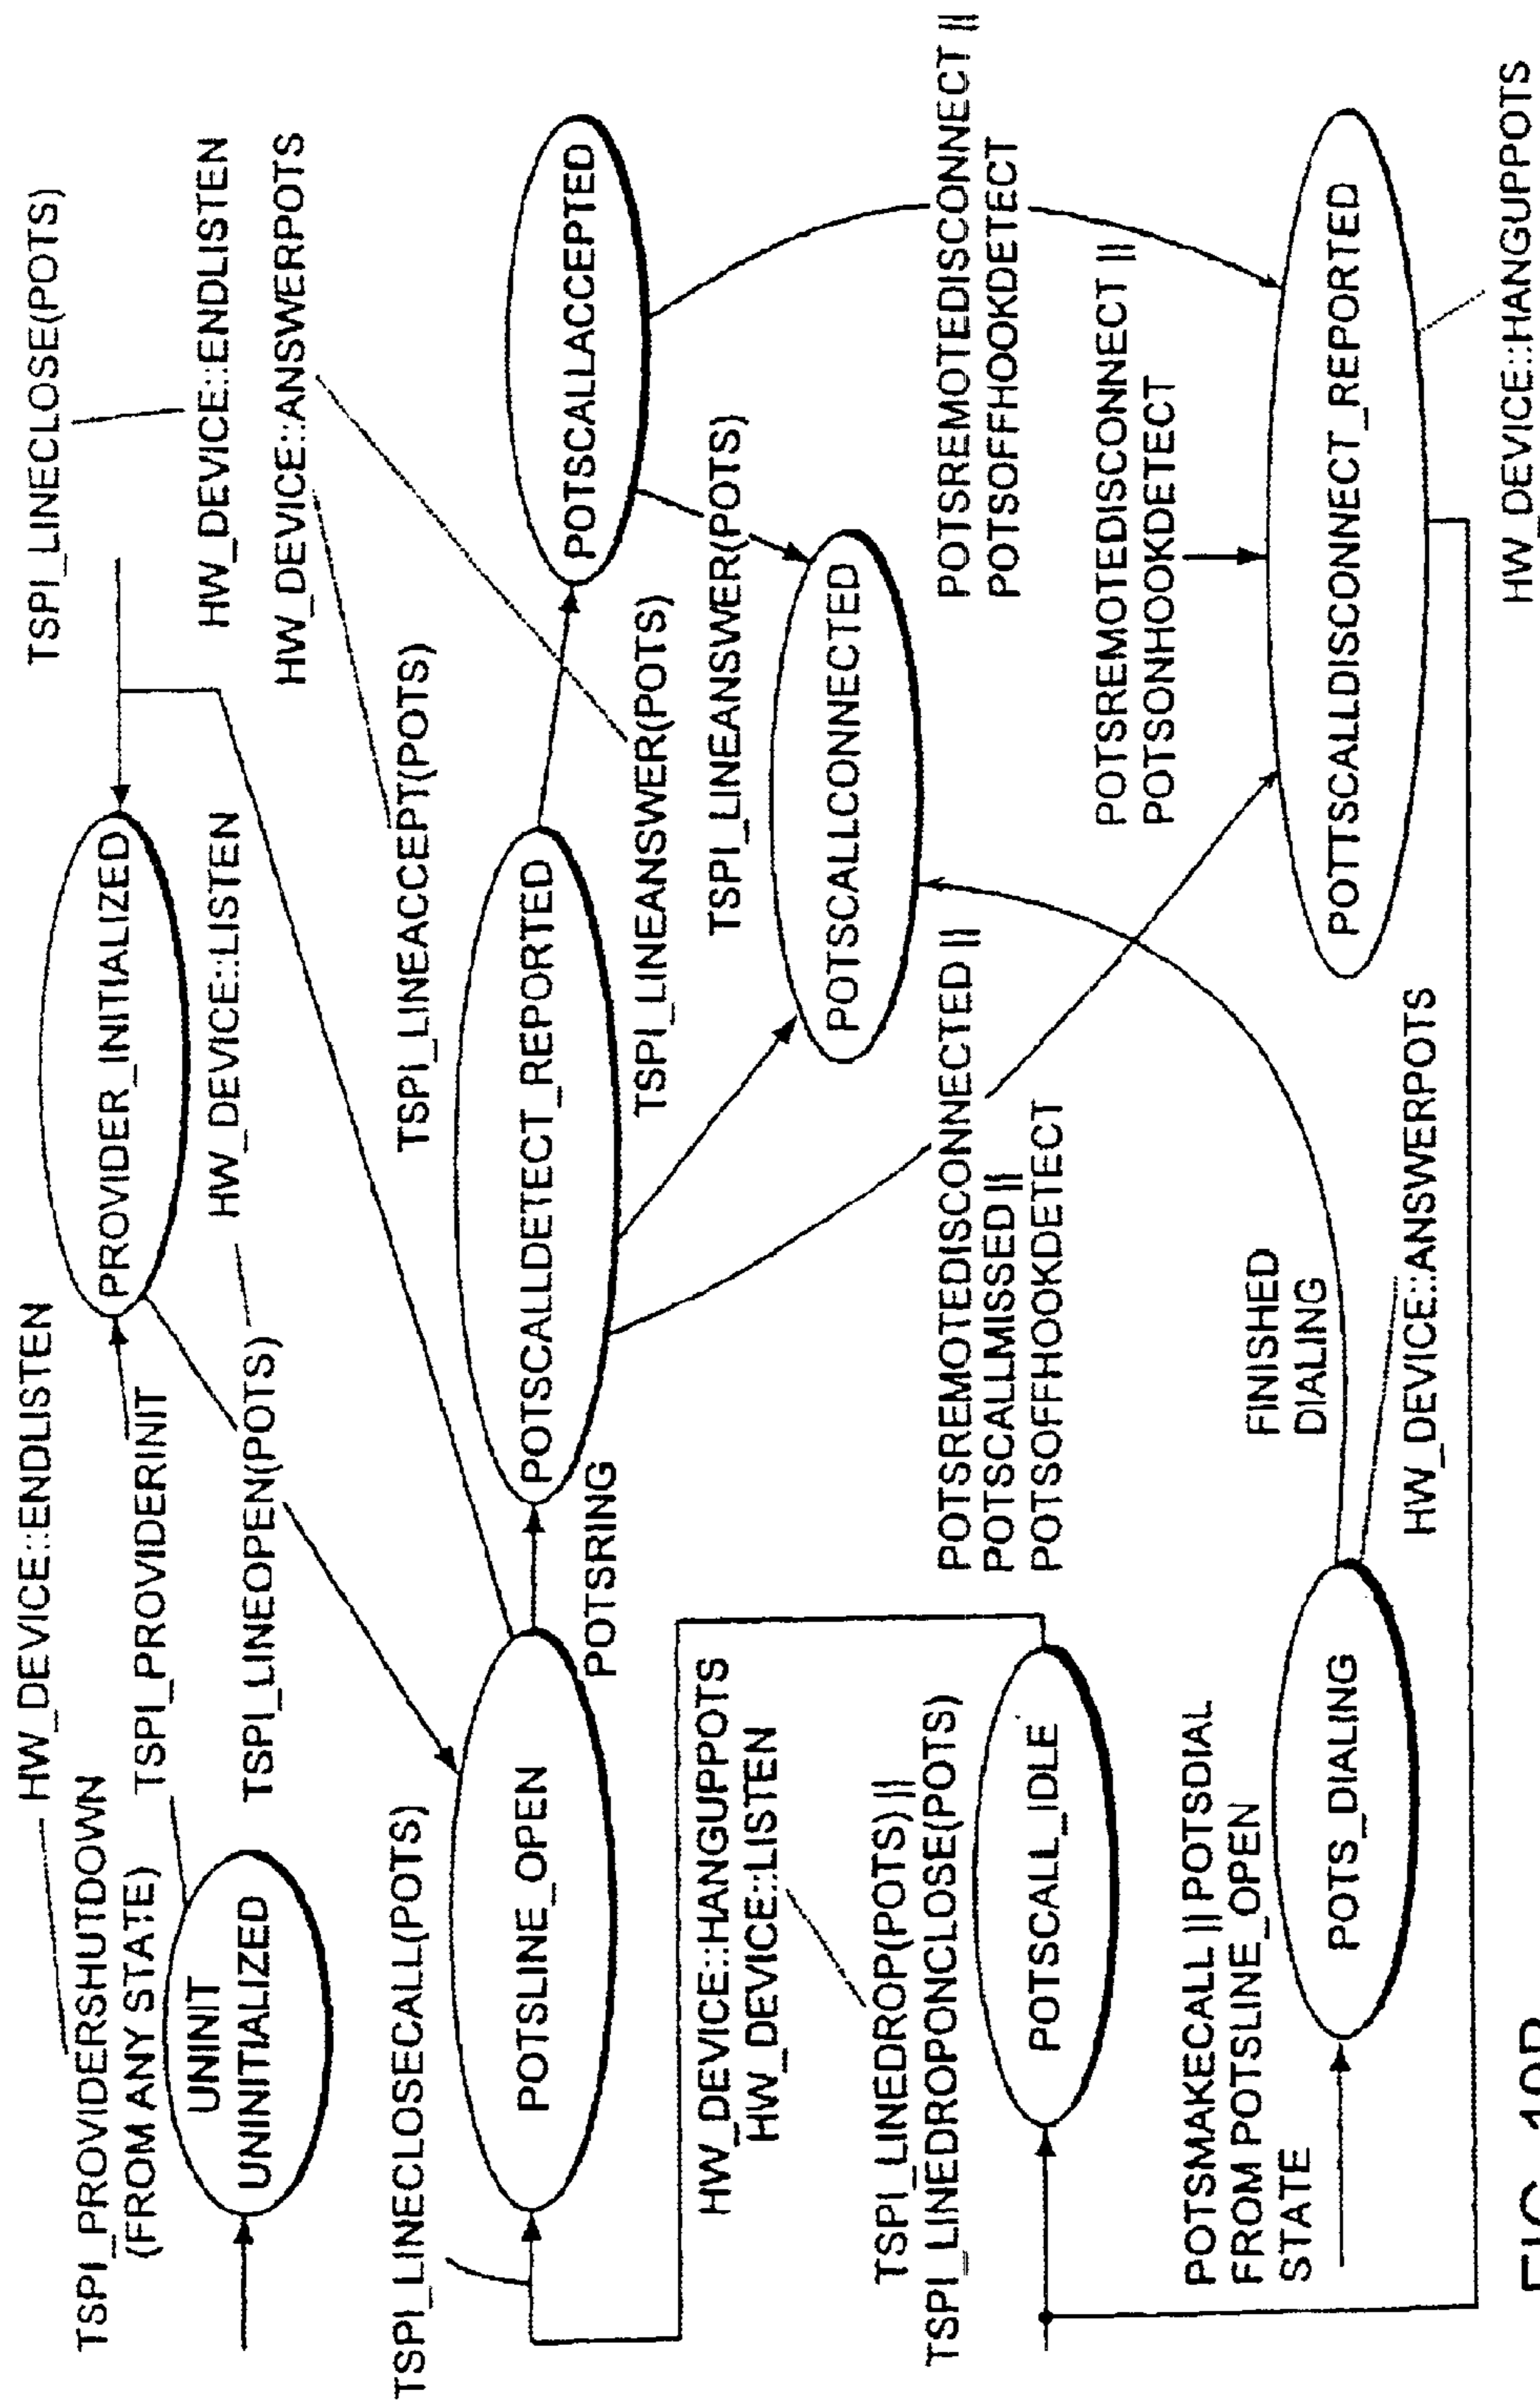 TSPI_PROVIDERSHUTDOWN
(FROM ANY STATE)
HW_DEVICE::ENDLISTEN
UNINIT
UNINITIALIZED
TSPI_PROVIDERINIT
PROVIDER_INITIALIZED
TSPI_LINECLOSE(POTS)
HW_DEVICE::ENDLISTEN
TSPI_LINEOPEN(POTS)
HW_DEVICE::LISTEN
HW_DEVICE::ANSWERPOTS
TSPI_LINECLOSECALL(POTS)
POTSLINE_OPEN
POTSRING
TSPI_LINEACCEPT(POTS)
POTSCALLDETECT_REPORTED
POTSCALLACCEPTED
TSPI_LINEANSWER(POTS)
TSPI_LINEANSWER(POTS)
HW_DEVICE::HANGUPPOTS
HW_DEVICE::LISTEN
POTSCALLCONNECTED
TSPI_LINEDROP(POTS) ||
TSPI_LINEDROPONCLOSE(POTS)
POTSCALL_IDLE
POTSREMOTEDISCONNECTED ||
POTSCALLMISSED ||
POTSOFFHOOKDETECT
POTSREMOTEDISCONNECT ||
POTSOFFHOOKDETECT
POTSREMOTEDISCONNECT ||
POTSONHOOKDETECT
POTSMAKECALL || POTSDIAL
FROM POTSLINE_OPEN
STATE
POTS_DIALING
FINISHED
DIALING
HW_DEVICE::ANSWERPOTS
POTTSCALLDISCONNECT_REPORTED
HW_DEVICE::HANGUPPOTS